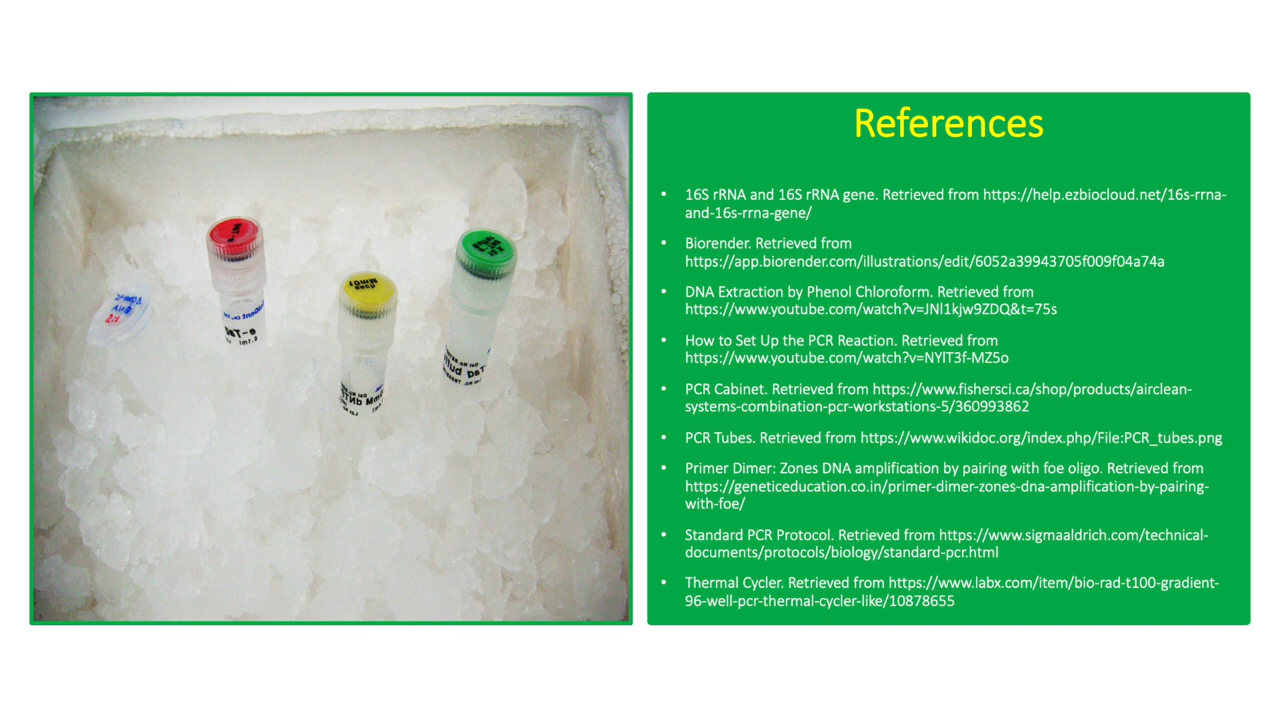 References
• 16S rRNA and 16S rRNA gene. Retrieved from https://help.ezbiocloud.net/16s-rrna-
and-16s-rrna-gene/
• Biorender. Retrieved from
https://app.biorender.com/illustrations/edit/6052a39943705f009f04a74a
• DNA Extraction by Phenol Chloroform. Retrieved from
https://www.youtube.com/watch?v=JNl1kjw9ZDQ&t=75s
• How to Set Up the PCR Reaction. Retrieved from
https://www.youtube.com/watch?v=NYlT3f-MZ5o
• PCR Cabinet. Retrieved from https://www.fishersci.ca/shop/products/airclean-
systems-combination-pcr-workstations-5/360993862
• PCR Tubes. Retrieved from https://www.wikidoc.org/index.php/File:PCR_tubes.png
• Primer Dimer: Zones DNA amplification by pairing with foe oligo. Retrieved from
https://geneticeducation.co.in/primer-dimer-zones-dna-amplification-by-pairing-
with-foe/
• Standard PCR Protocol. Retrieved from https://www.sigmaaldrich.com/technical-
documents/protocols/biology/standard-pcr.html
• Thermal Cycler. Retrieved from https://www.labx.com/item/bio-rad-t100-gradient-
96-well-pcr-thermal-cycler-like/10878655